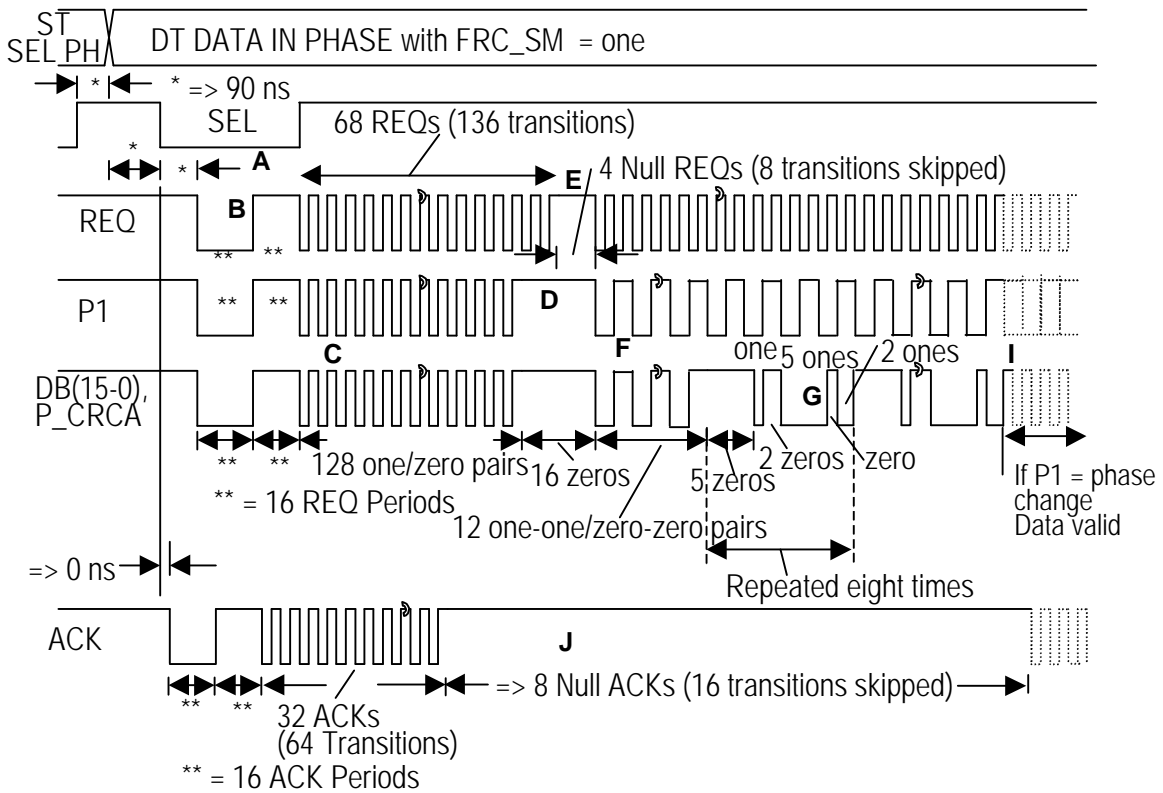 ST
SEL PH
DT DATA IN PHASE with FRC_SM = one
*
* => 90 ns
SEL
68 REQs (136 transitions)
*
*
A
4 Null REQs (8 transitions skipped)
E
REQ
B
** **
P1
** **
D
C
F
one
5 ones
2 ones
I
DB(15-0),
P_CRCA
G
** **
128 one/zero pairs
16 zeros
5 zeros
2 zeros
zero
** = 16 REQ Periods
12 one-one/zero-zero pairs
If P1 = phase
change
Data valid
=> 0 ns
Repeated eight times
ACK
J
** **
32 ACKs
(64 Transitions)
=> 8 Null ACKs (16 transitions skipped)
** = 16 ACK Periods